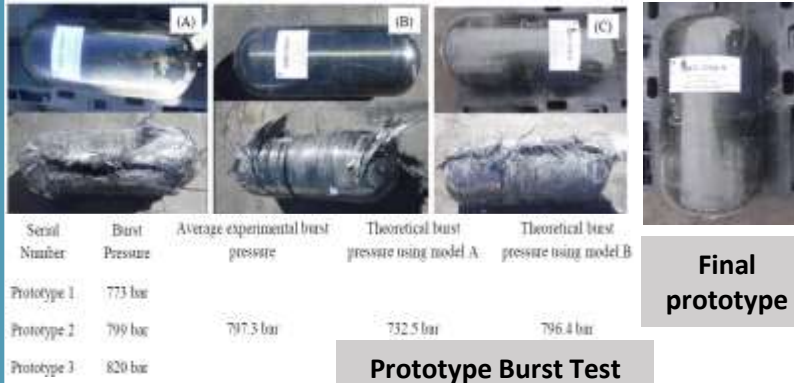 (A)
(B)
(C)
Serial Number
Burst Pressure
Average experimental burst pressure
Theoretical burst pressure using model A
Theoretical burst pressure using model B
Prototype 1 773 bar
Prototype 2 799 bar 797.3 bar 732.5 bar 796.4 bar
Prototype 3 820 bar
Final
prototype
Prototype Burst Test